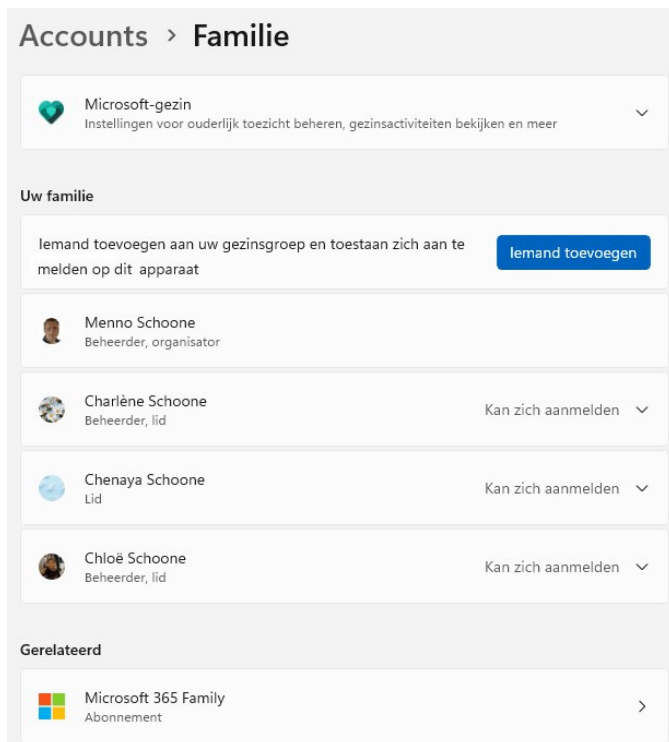 Accounts > Familie
Microsoft-gezin
Instellingen voor ouderlijk toezicht beheren, gezinsactiviteiten bekijken en meer
Uw familie
Iemand toevoegen aan uw gezinsgroep en toestaan zich aan te
melden op dit apparaat
Iemand toevoegen
Menno Schoone
Beheerder, organisator
Charlène Schoone
Beheerder, lid
Kan zich aanmelden
Chenaya Schoone
Lid
Kan zich aanmelden
Chloë Schoone
Beheerder, lid
Kan zich aanmelden
Gerelateerd
Microsoft 365 Family
Abonnement